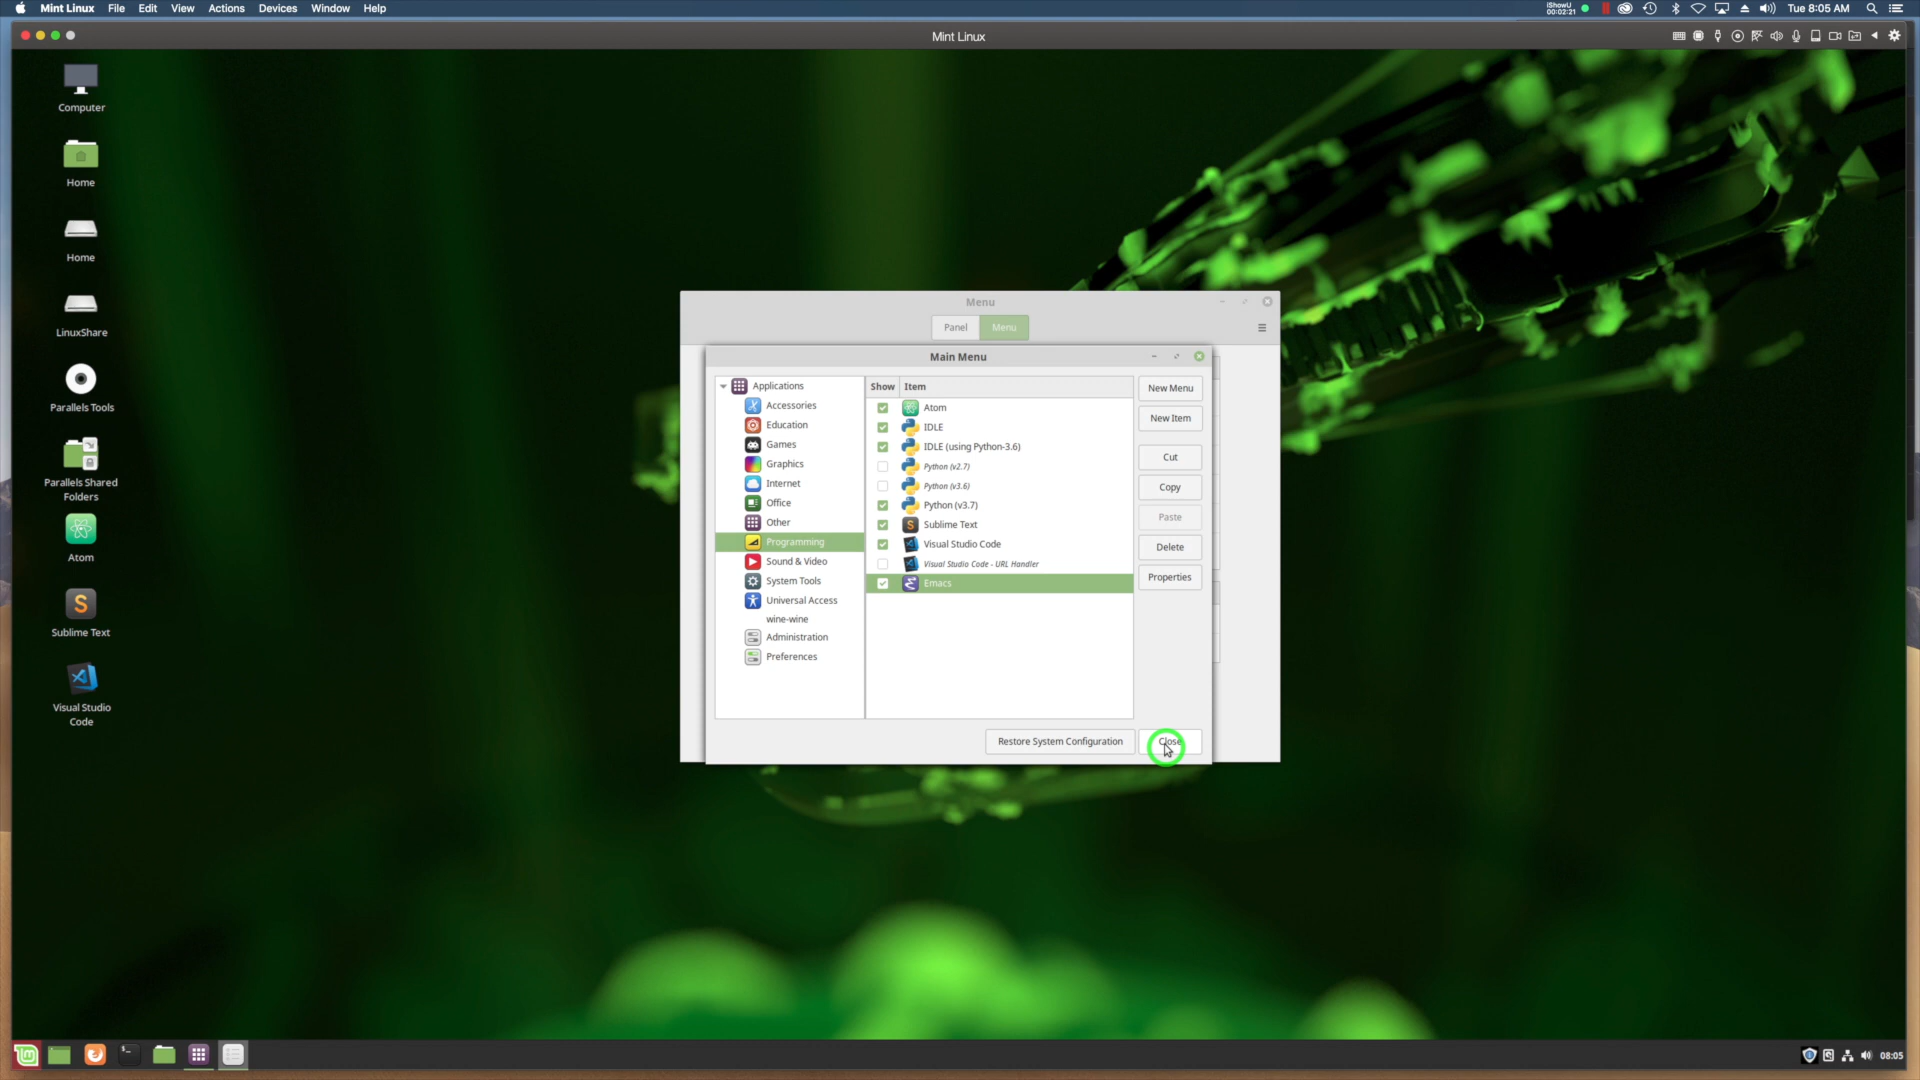 Mint Linux File Edit View Actions Devices Window Help
iShowU
00:02:21
Tue 8:05 AM
Mint Linux
Computer
Home
Home
LinuxShare
Parallels Tools
Parallels Shared
Folders
Atom
Sublime Text
Visual Studio
Code
Menu
Panel Menu
Main Menu
Applications
Accessories
Education
Games
Graphics
Internet
Office
Other
Programming
Sound & Video
System Tools
Universal Access
wine-wine
Administration
Preferences
Show Item
Atom
IDLE
IDLE (using Python-3.6)
Python (v2.7)
Python (v3.6)
Python (v3.7)
Sublime Text
Visual Studio Code
Visual Studio Code - URL Handler
Emacs
New Menu
New Item
Cut
Copy
Paste
Delete
Properties
Restore System Configuration
Close
08:05